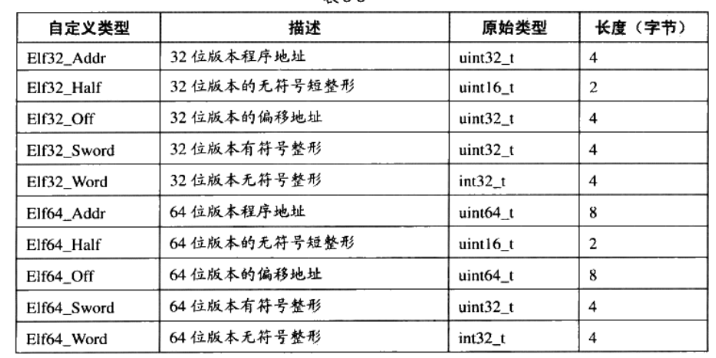 自定义类型 描述 原始类型 长度（字节）
Elf32_Addr 32 位版本程序地址 uint32_t 4
Elf32_Half 32 位版本的无符号短整形 uint16_t 2
Elf32_Off 32 位版本的偏移地址 uint32_t 4
Elf32_Sword 32 位版本有符号整形 uint32_t 4
Elf32_Word 32 位版本无符号整形 int32_t 4
Elf64_Addr 64 位版本程序地址 uint64_t 8
Elf64_Half 64 位版本的无符号短整形 uint16_t 2
Elf64_Off 64 位版本的偏移地址 uint64_t 8
Elf64_Sword 64 位版本有符号整形 uint32_t 4
Elf64_Word 64 位版本无符号整形 int32_t 4